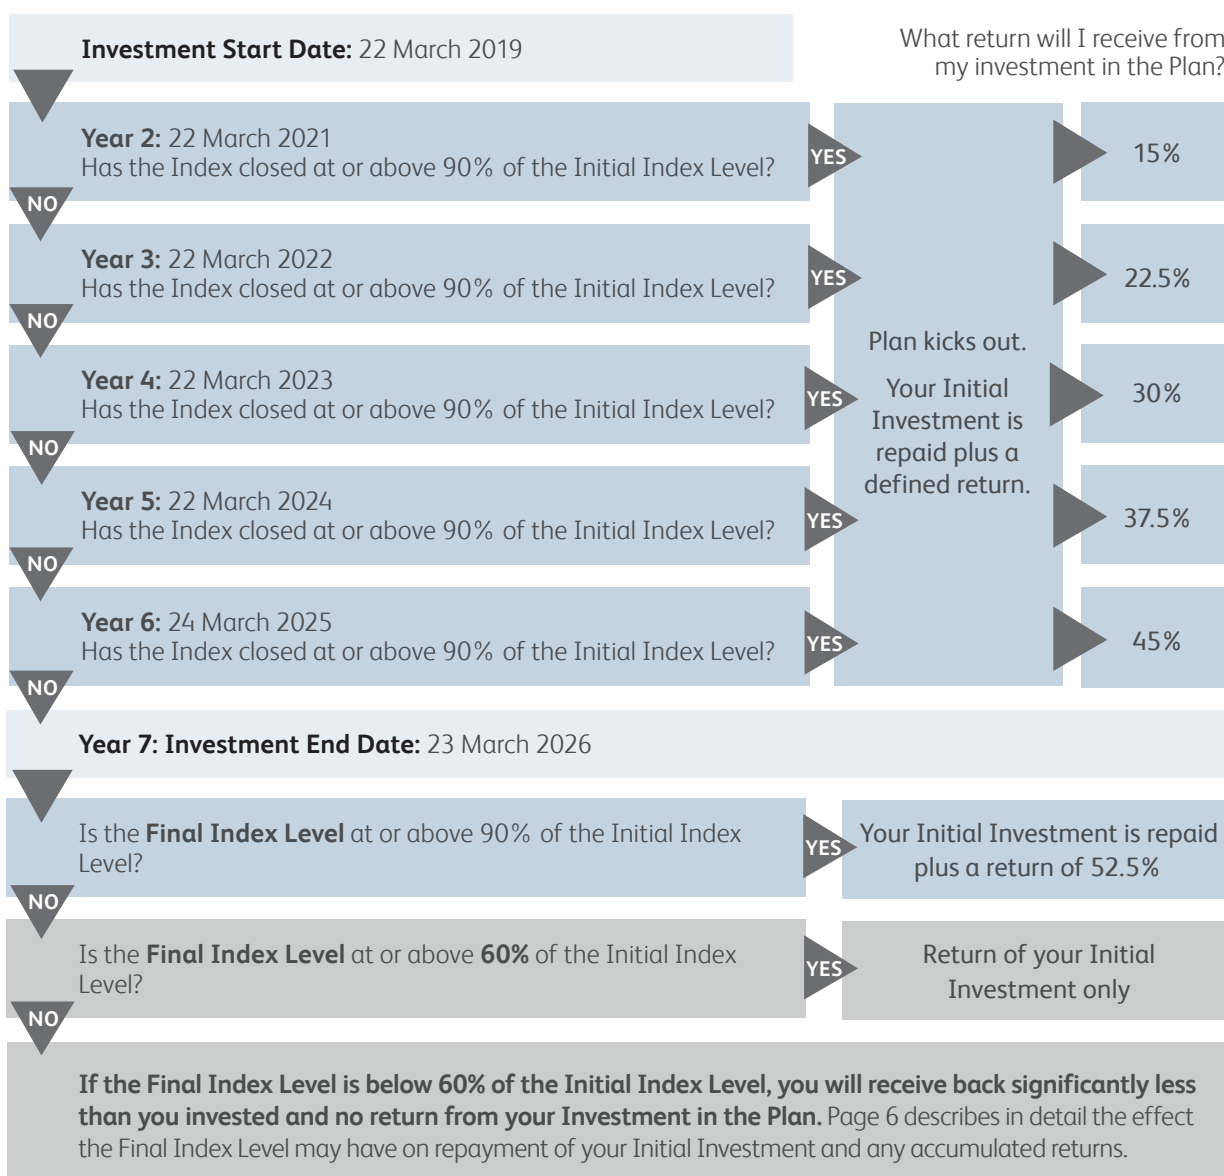 Investment Start Date: 22 March 2019
What return will I receive from
my investment in the Plan?
Year 2: 22 March 2021
Has the Index closed at or above 90% of the Initial Index Level?
YES
15%
NO
Year 3: 22 March 2022
Has the Index closed at or above 90% of the Initial Index Level?
YES
22.5%
NO
Plan kicks out.
Your Initial
Investment is
repaid plus a
defined return.
Year 4: 22 March 2023
Has the Index closed at or above 90% of the Initial Index Level?
YES
30%
NO
Year 5: 22 March 2024
Has the Index closed at or above 90% of the Initial Index Level?
YES
37.5%
NO
Year 6: 24 March 2025
Has the Index closed at or above 90% of the Initial Index Level?
YES
45%
NO
Year 7: Investment End Date: 23 March 2026
Is the Final Index Level at or above 90% of the Initial Index
Level?
YES
Your Initial Investment is repaid
plus a return of 52.5%
NO
Is the Final Index Level at or above 60% of the Initial Index
Level?
YES
Return of your Initial
Investment only
NO
If the Final Index Level is below 60% of the Initial Index Level, you will receive back significantly less
than you invested and no return from your Investment in the Plan. Page 6 describes in detail the effect
the Final Index Level may have on repayment of your Initial Investment and any accumulated returns.